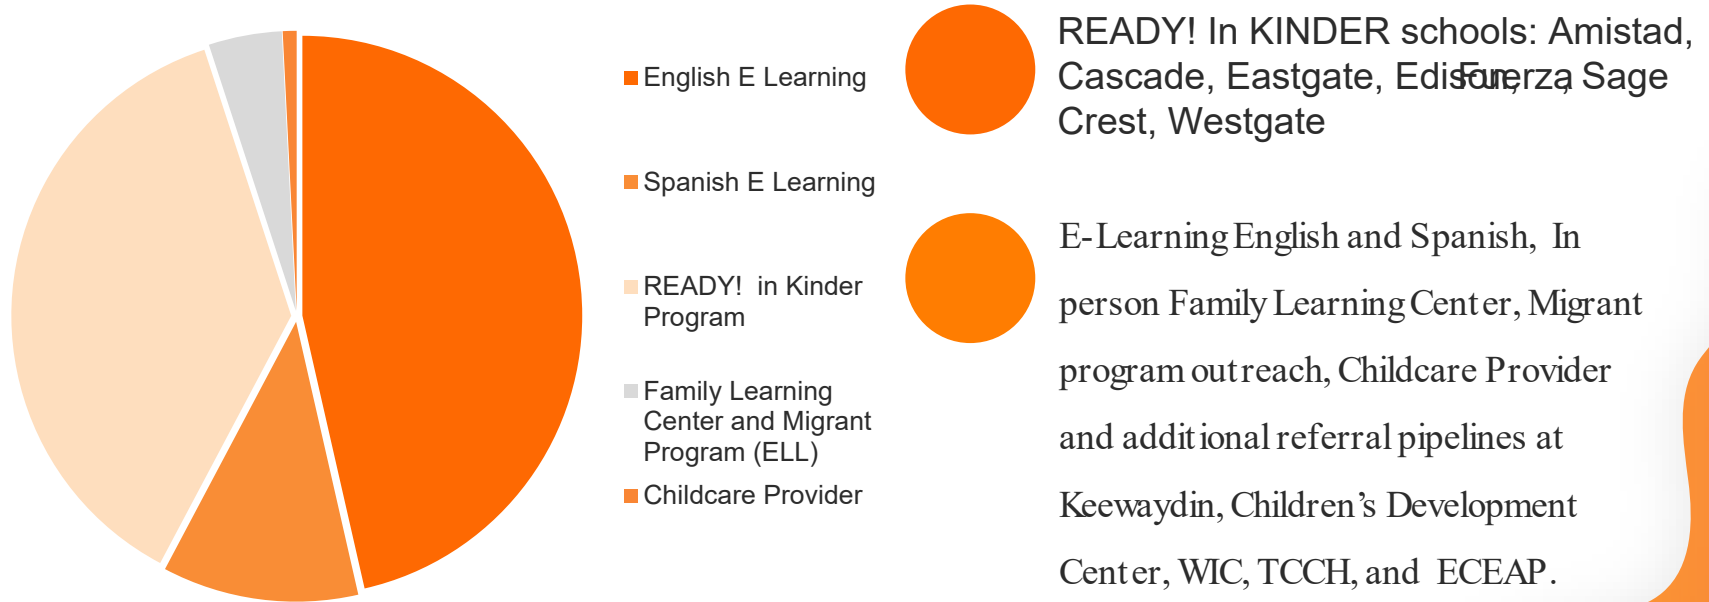 English E Learning
Spanish E Learning
READY! in Kinder
Program
Family Learning
Center and Migrant
Program (ELL)
Childcare Provider
READY! In KINDER schools: Amistad,
Cascade, Eastgate, Edison, Fuerza, Sage
Crest, Westgate
E-Learning English and Spanish, In
person Family Learning Center, Migrant
program outreach, Childcare Provider
and additional referral pipelines at
Keewaydin, Children’s Development
Center, WIC, TCCH, and ECEAP.